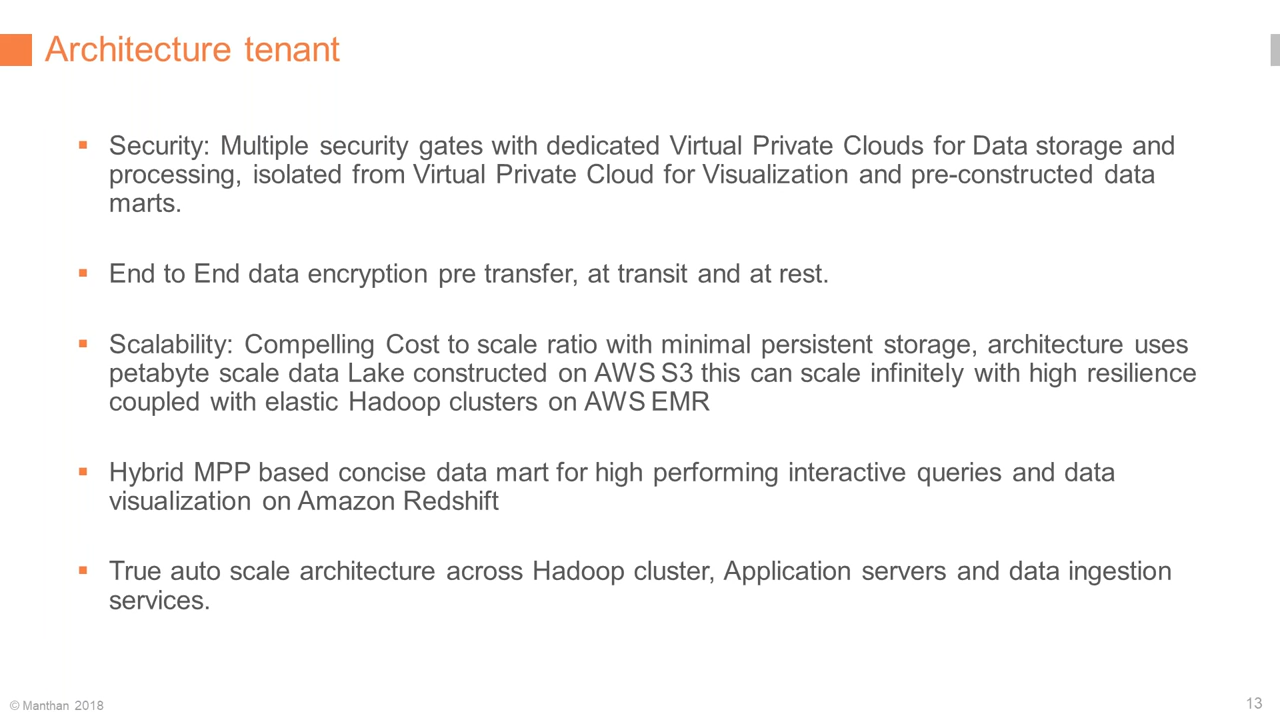 Architecture tenant
▪ Security: Multiple security gates with dedicated Virtual Private Clouds for Data storage and
processing, isolated from Virtual Private Cloud for Visualization and pre-constructed data
marts.
▪ End to End data encryption pre transfer, at transit and at rest.
▪ Scalability: Compelling Cost to scale ratio with minimal persistent storage, architecture uses
petabyte scale data Lake constructed on AWS S3 this can scale infinitely with high resilience
coupled with elastic Hadoop clusters on AWS EMR
▪ Hybrid MPP based concise data mart for high performing interactive queries and data
visualization on Amazon Redshift
▪ True auto scale architecture across Hadoop cluster, Application servers and data ingestion
services.
© Manthan 2018
13